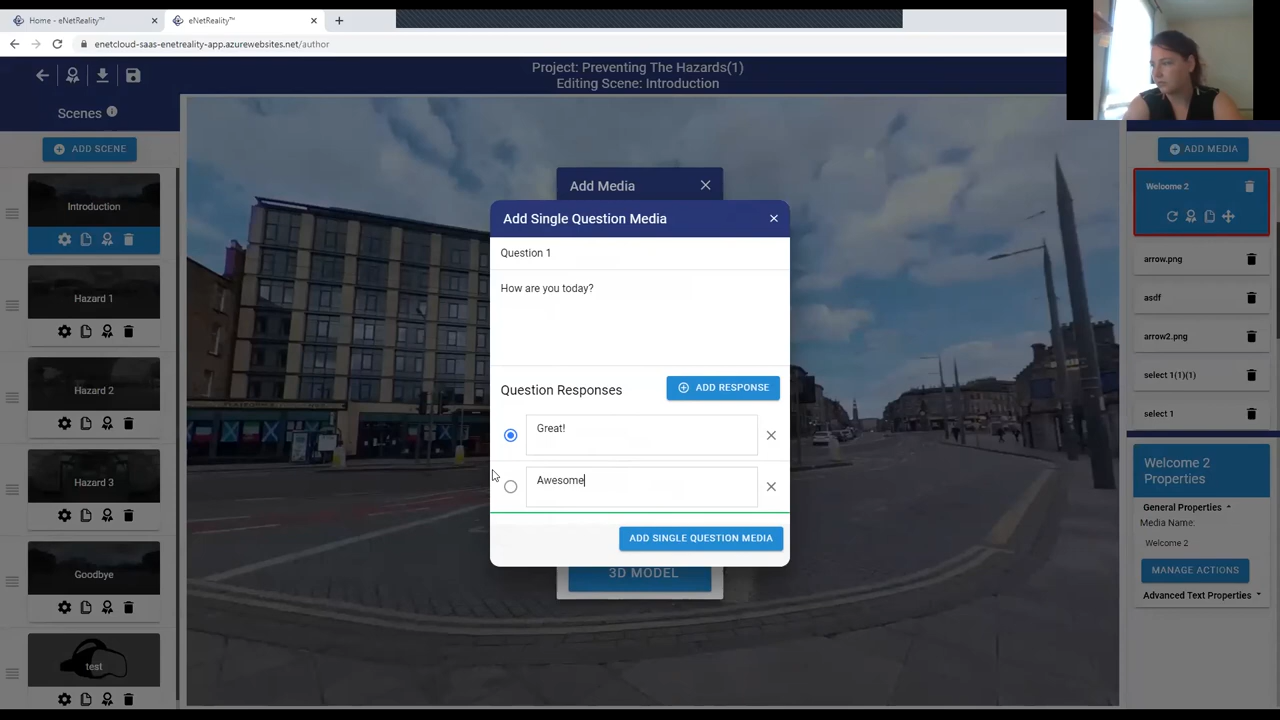 Home - eNetReality™
eNetReality™
enetcloud-saas-enetreality-app.azurewebsites.net/author
Project: Preventing The Hazards(1)
Editing Scene: Introduction
Scenes
ADD SCENE
Introduction
Hazard 1
Hazard 2
Hazard 3
Goodbye
test
Add Media
Add Single Question Media
Question 1
How are you today?
Question Responses
ADD RESPONSE
Great!
Awesome
ADD SINGLE QUESTION MEDIA
3D MODEL
ADD MEDIA
Welcome 2
arrow.png
asdf
arrow2.png
select 1(1)(1)
select 1
Welcome 2
Properties
General Properties
Media Name:
Welcome 2
MANAGE ACTIONS
Advanced Text Properties